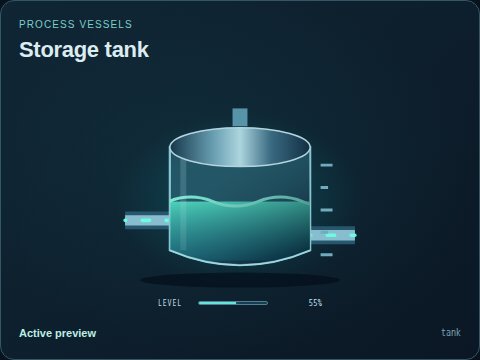 PROCESS VESSELS
Storage tank
LEVEL 55%
Active preview
tank